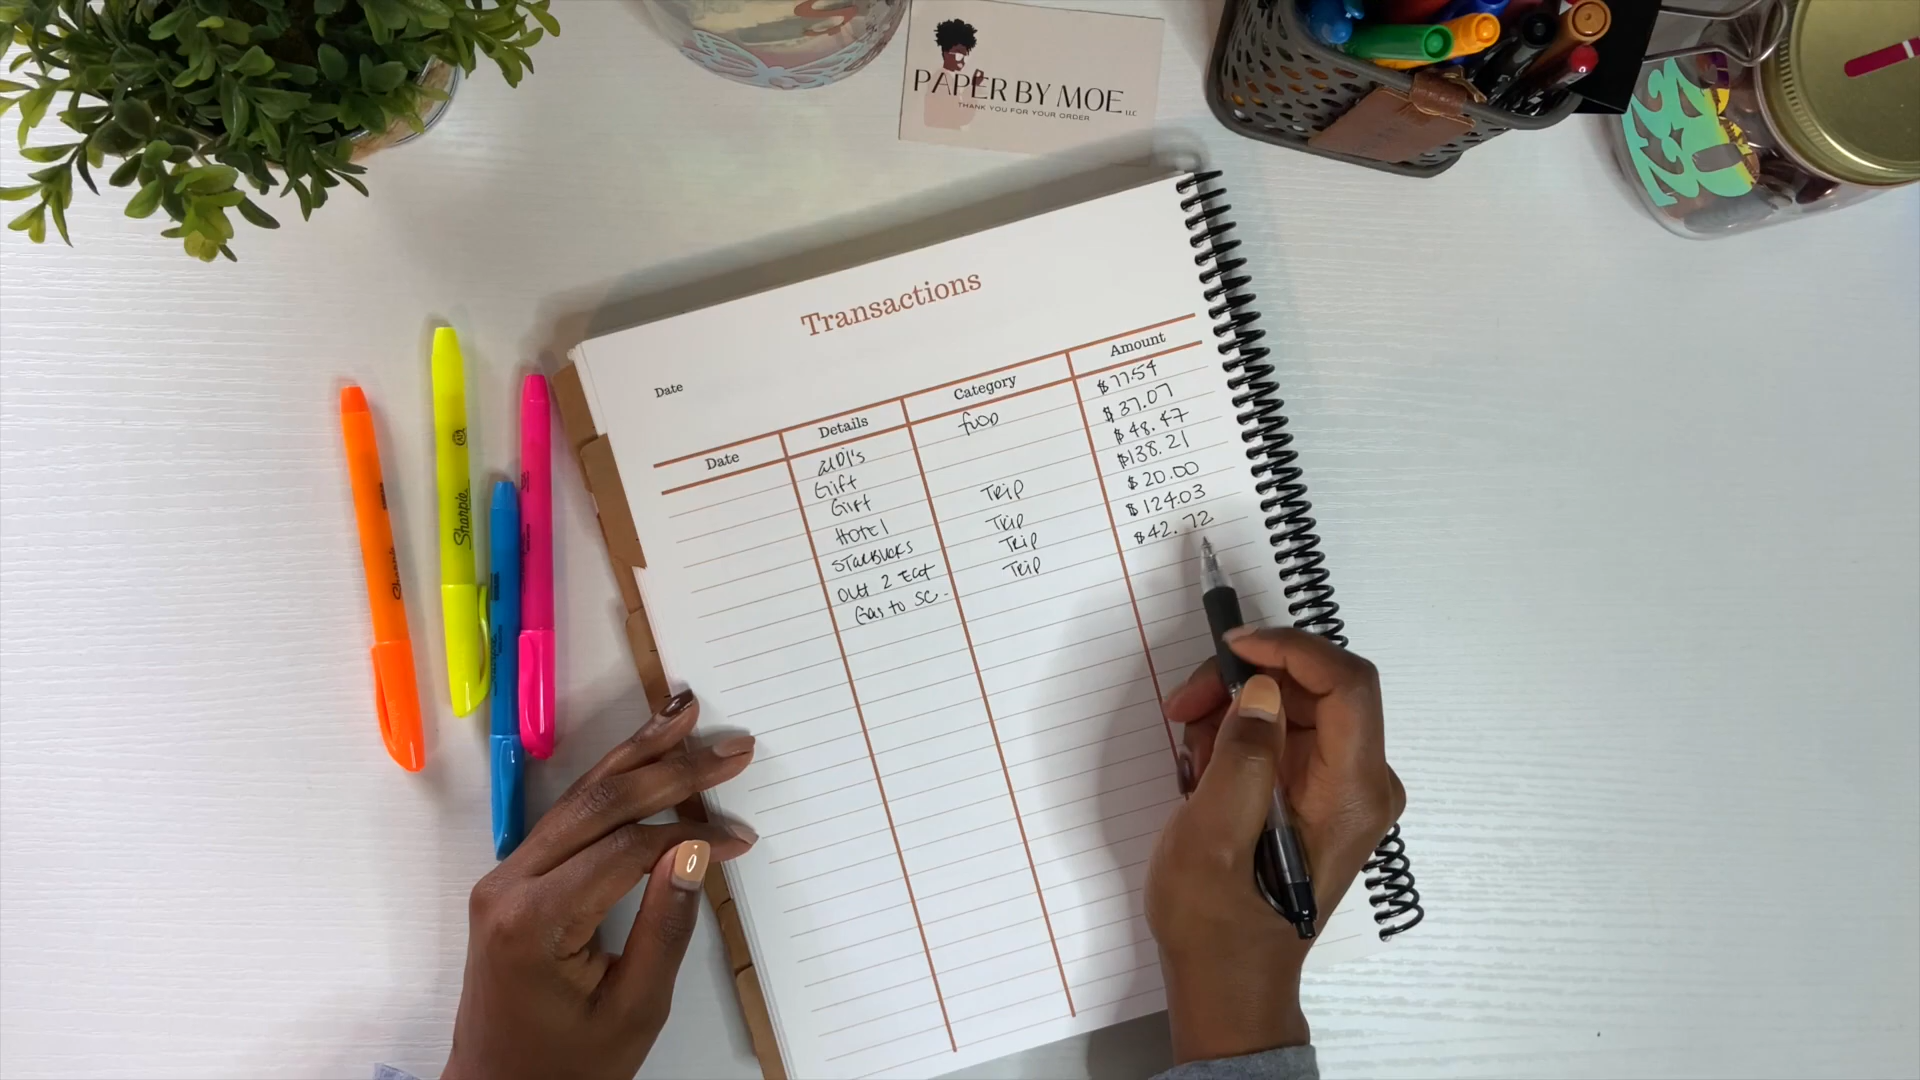 PAPER BY MOE LLC
THANK YOU FOR YOUR ORDER
Transactions
Date
Date Details Category Amount
aldi's food $77.54
Gift $37.07
Gift $48.47
Hotel Trip $138.21
Starbucks Trip $20.00
Out 2 Eat Trip $124.03
Gas to SC. Trip $42.72
Sharpie
Sharpie